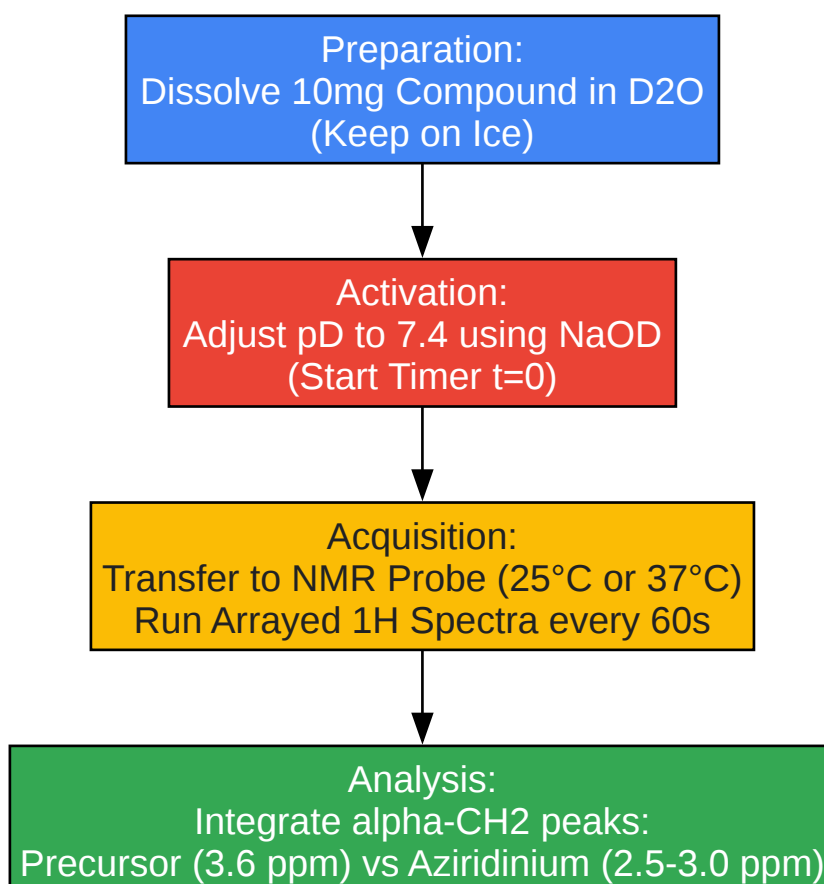 Preparation:
Dissolve 10mg Compound in D2O
(Keep on Ice)
Activation:
Adjust pD to 7.4 using NaOD
(Start Timer t=0)
Acquisition:
Transfer to NMR Probe (25°C or 37°C)
Run Arrayed 1H Spectra every 60s
Analysis:
Integrate alpha-CH2 peaks:
Precursor (3.6 ppm) vs Aziridinium (2.5-3.0 ppm)